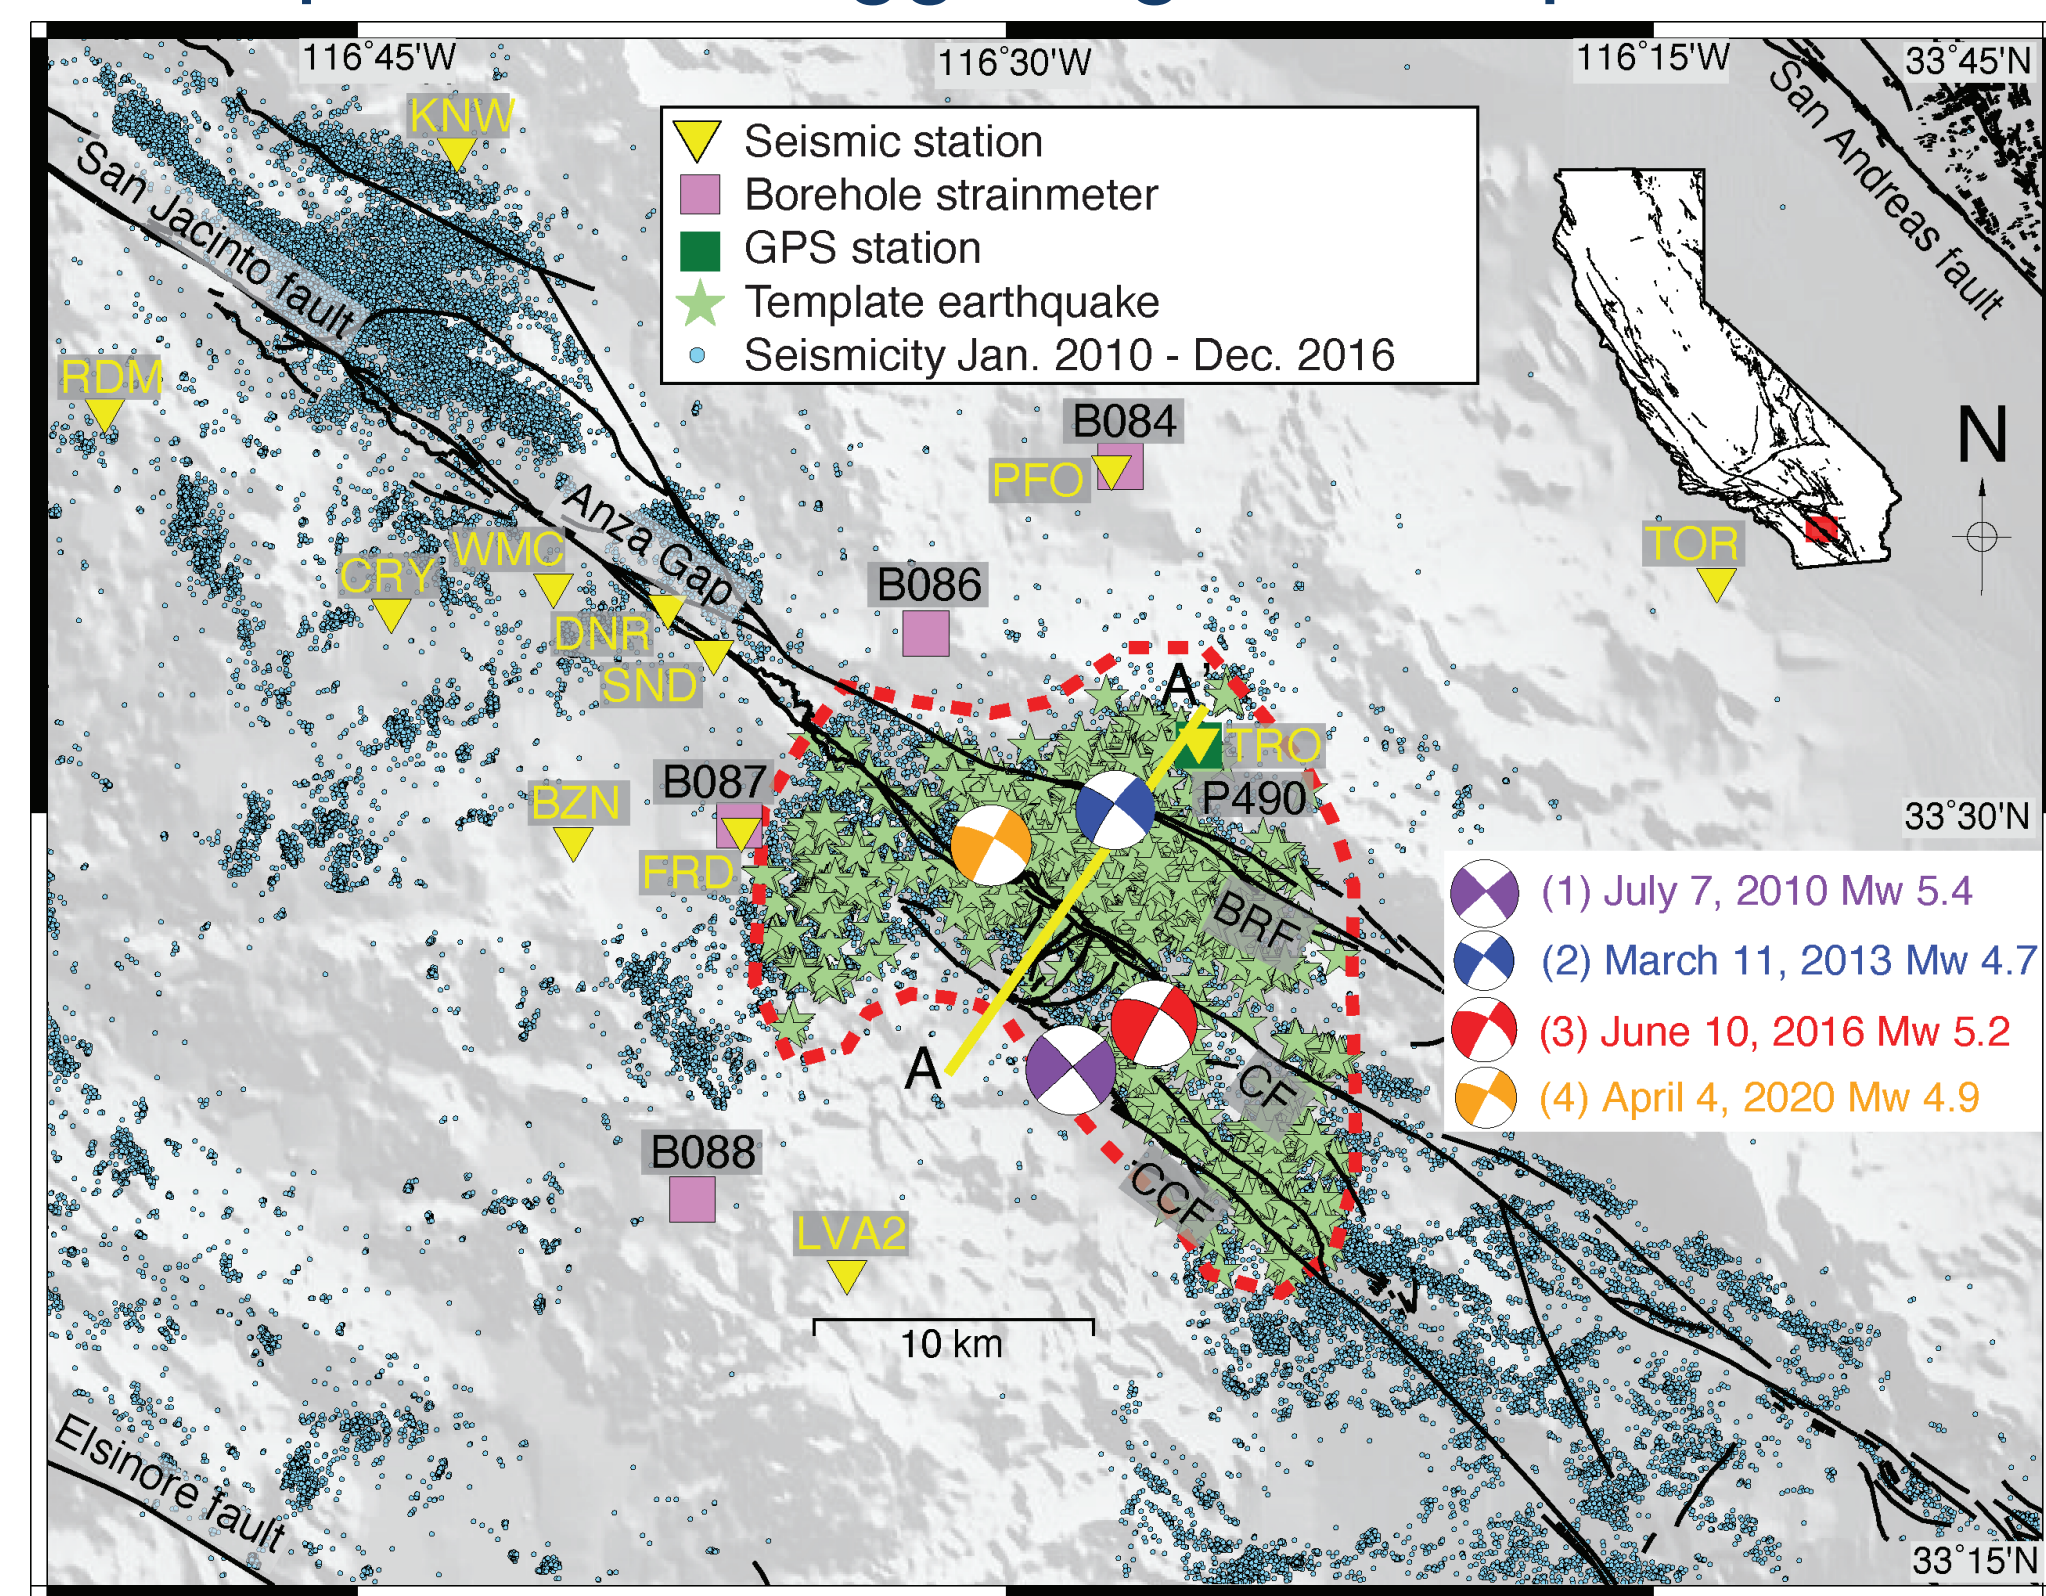 116°45'W
116°30'W
116°15'W
33°45'N
KNW
San Andreas fault
Seismic station
Borehole strainmeter
GPS station
Template earthquake
Seismicity Jan. 2010 - Dec. 2016
San Jacinto fault
RDM
B084
PFO
N
Anza Gap
WMC
CRY
TOR
B086
DNR
SND
A'
TRO
B087
P490
BZN
33°30'N
FRD
BRF
(1) July 7, 2010 Mw 5.4
(2) March 11, 2013 Mw 4.7
(3) June 10, 2016 Mw 5.2
(4) April 4, 2020 Mw 4.9
A
CF
B088
CCF
LVA2
10 km
Elsinore fault
33°15'N